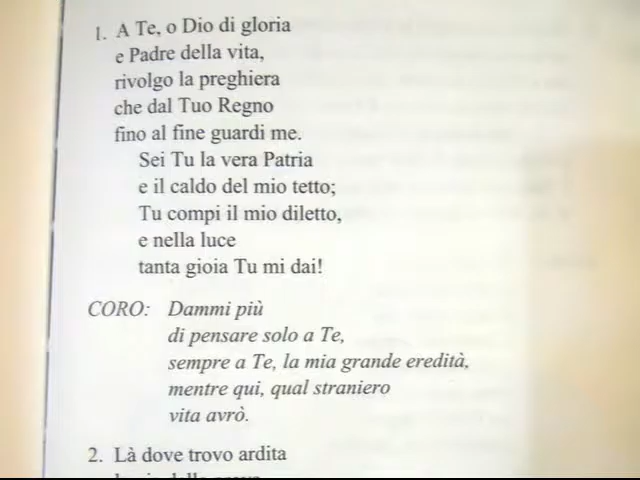 1. A Te, o Dio di gloria
e Padre della vita,
rivolgo la preghiera
che dal Tuo Regno
fino al fine guardi me.
Sei Tu la vera Patria
e il caldo del mio tetto;
Tu compi il mio diletto,
e nella luce
tanta gioia Tu mi dai!
CORO: Dammi più
di pensare solo a Te,
sempre a Te, la mia grande eredità,
mentre qui, qual straniero
vita avrò.
2. Là dove trovo ardita